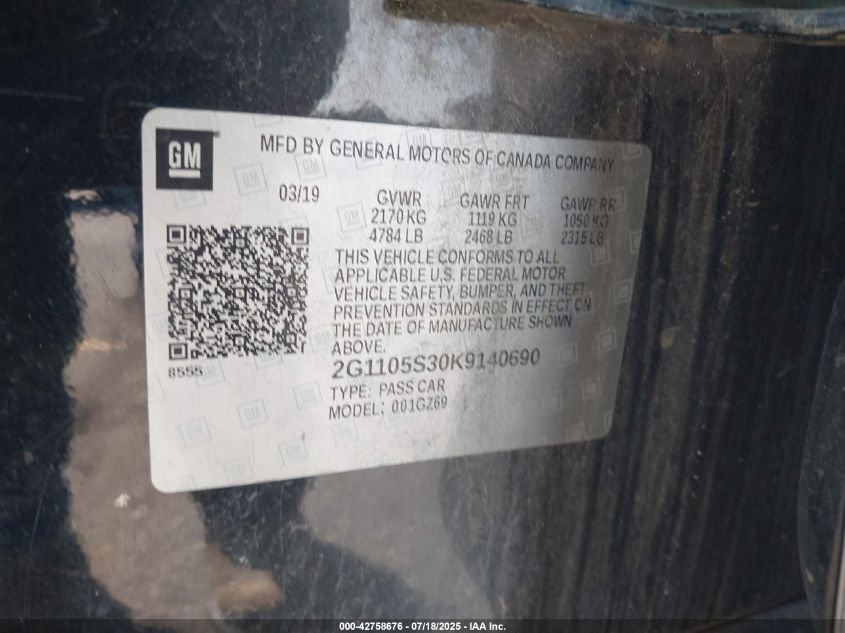 GM
MFD BY GENERAL MOTORS OF CANADA COMPANY
03/19 GVWR GAWR FRT GAWR RR
2170 KG 1119 KG 1050 KG
4784 LB 2468 LB 2315 LB
THIS VEHICLE CONFORMS TO ALL
APPLICABLE U.S. FEDERAL MOTOR
VEHICLE SAFETY, BUMPER, AND THEFT
PREVENTION STANDARDS IN EFFECT ON
THE DATE OF MANUFACTURE SHOWN
ABOVE.
8555
2G1105S30K9140690
TYPE: PASS CAR
MODEL: 001GZ69
000-42758676 - 07/18/2025 - IAA Inc.